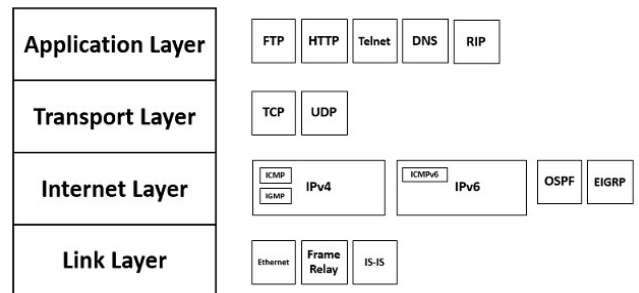 Application Layer
FTP
HTTP
Telnet
DNS
RIP
Transport Layer
TCP
UDP
Internet Layer
ICMP
IGMP
IPv4
ICMPv6
IPv6
OSPF
EIGRP
Link Layer
Ethernet
Frame
Relay
IS-IS